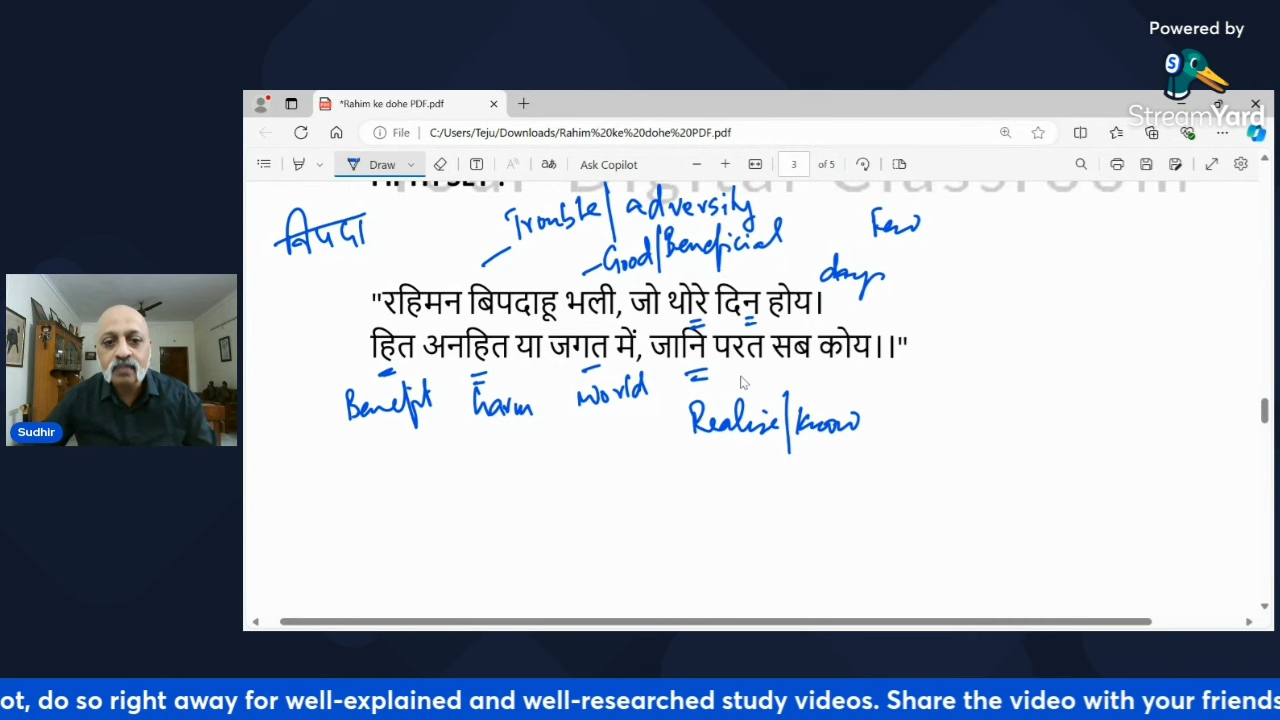 Powered by
S
StreamYard
*Rahim ke dohe PDF.pdf
File
C:/Users/Teju/Downloads/Rahim%20ke%20dohe%20PDF.pdf
Draw
Ask Copilot
3 of 5
Digital Classroom
Trouble/adversity
विपदा
Good/Beneficial
Few
days
"रहिमन बिपदाहू भली, जो थोरे दिन होय।
हित अनहित या जगत में, जानि परत सब कोय।।"
Benefit harm world
Realise/know
Sudhir
ot, do so right away for well-explained and well-researched study videos. Share the video with your friends